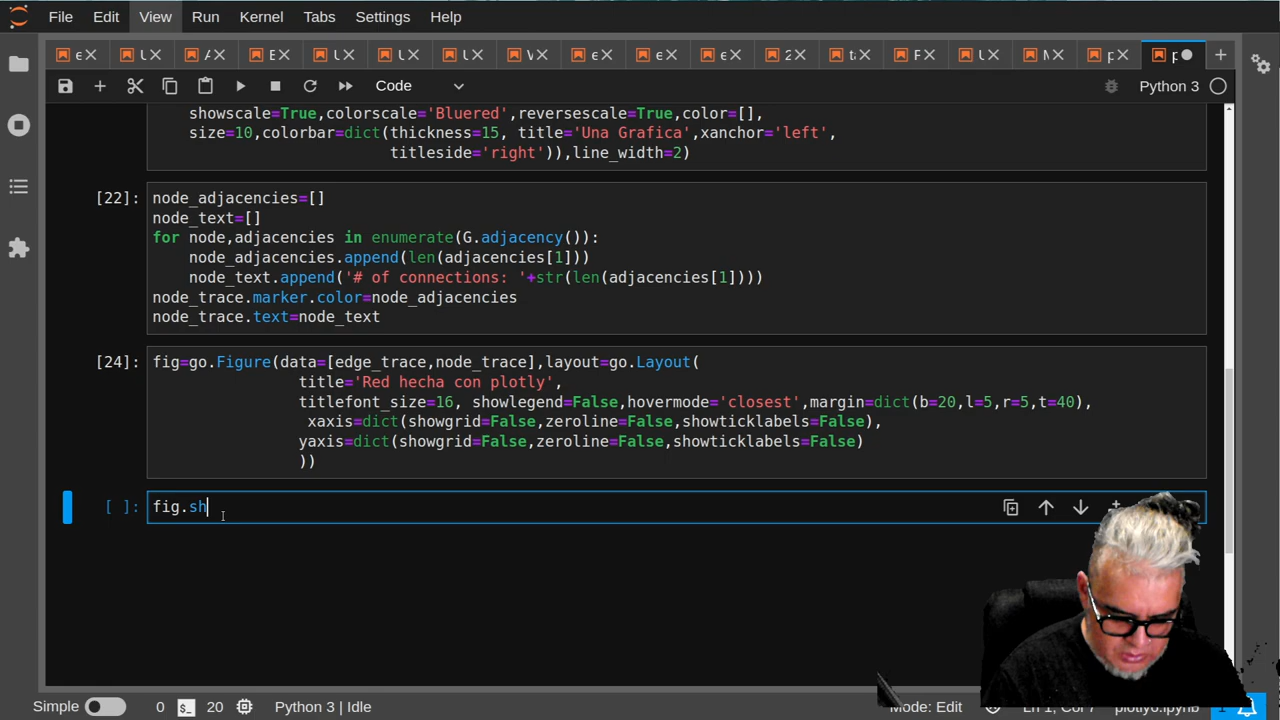 File Edit View Run Kernel Tabs Settings Help
Code Python 3
showscale=True,colorscale='Bluered',reversescale=True,color=[],
size=10,colorbar=dict(thickness=15, title='Una Grafica',xanchor='left',
titleside='right')),line_width=2)
[22]: node_adjacencies=[]
node_text=[]
for node,adjacencies in enumerate(G.adjacency()):
node_adjacencies.append(len(adjacencies[1]))
node_text.append('# of connections: '+str(len(adjacencies[1])))
node_trace.marker.color=node_adjacencies
node_trace.text=node_text
[24]: fig=go.Figure(data=[edge_trace,node_trace],layout=go.Layout(
title='Red hecha con plotly',
titlefont_size=16, showlegend=False,hovermode='closest',margin=dict(b=20,l=5,r=5,t=40),
xaxis=dict(showgrid=False,zeroline=False,showticklabels=False),
yaxis=dict(showgrid=False,zeroline=False,showticklabels=False)
))
[ ]: fig.sh
Simple 0 20 Python 3 | Idle Mode: Edit Ln 1, Col 7